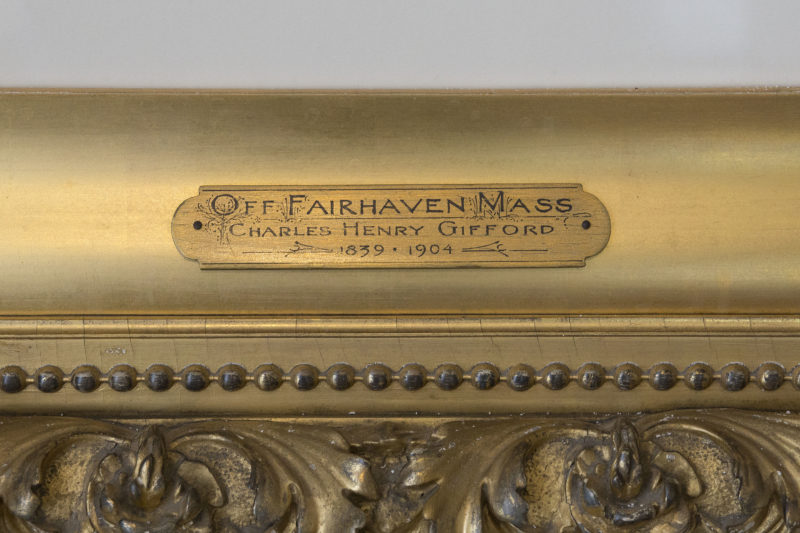 OFF FAIRHAVEN MASS
CHARLES HENRY GIFFORD
1839 · 1904